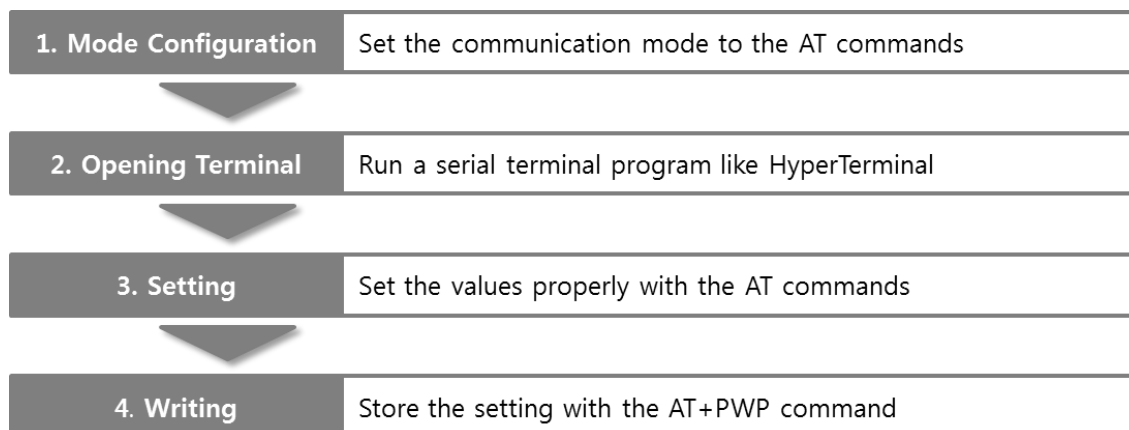 1. Mode Configuration
Set the communication mode to the AT commands
2. Opening Terminal
Run a serial terminal program like HyperTerminal
3. Setting
Set the values properly with the AT commands
4. Writing
Store the setting with the AT+PWP command